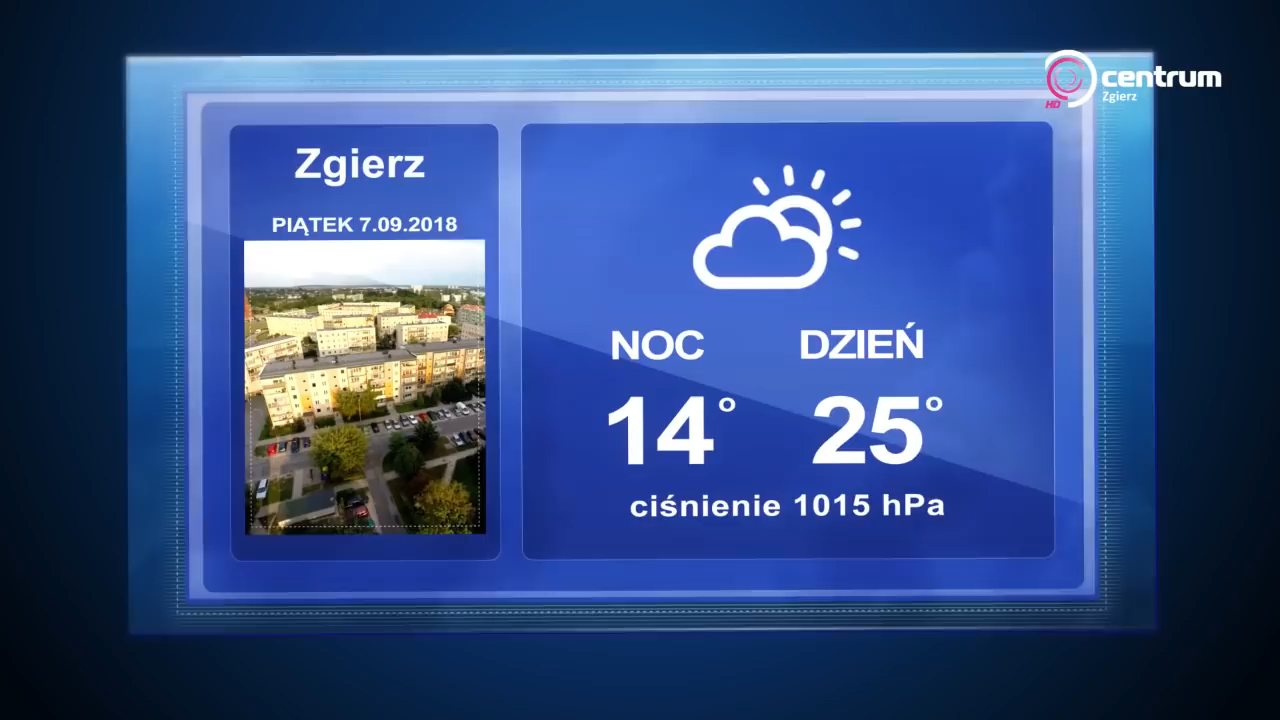 centrum
Zgierz
HD
Zgierz
PIĄTEK 7.09.2018
NOC DZIEŃ
14° 25°
ciśnienie 1015 hPa